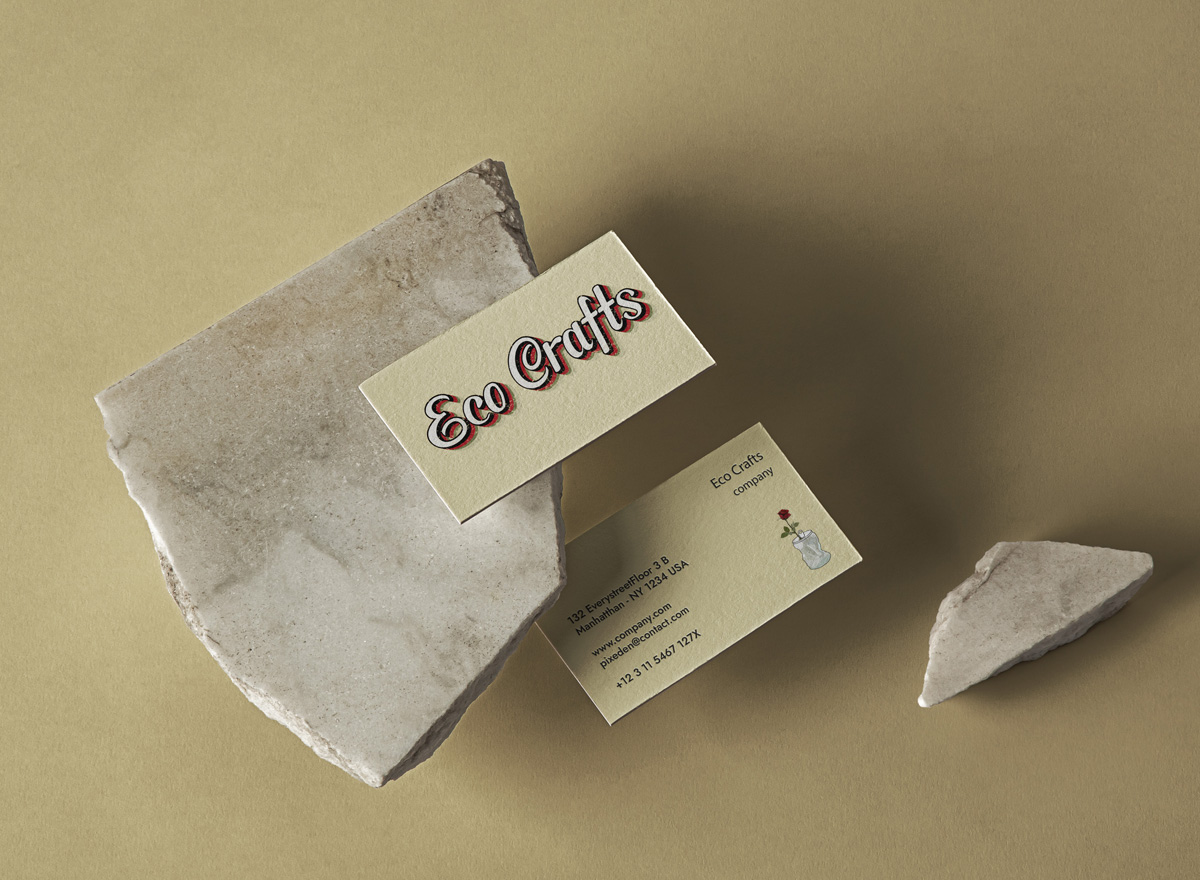 Eco Crafts
Eco Crafts
company
132 EverystreetFloor 3 B
Manhatthan - NY 1234 USA
www.company.com
pixeden@contact.com
+12 3 11 5467 127X